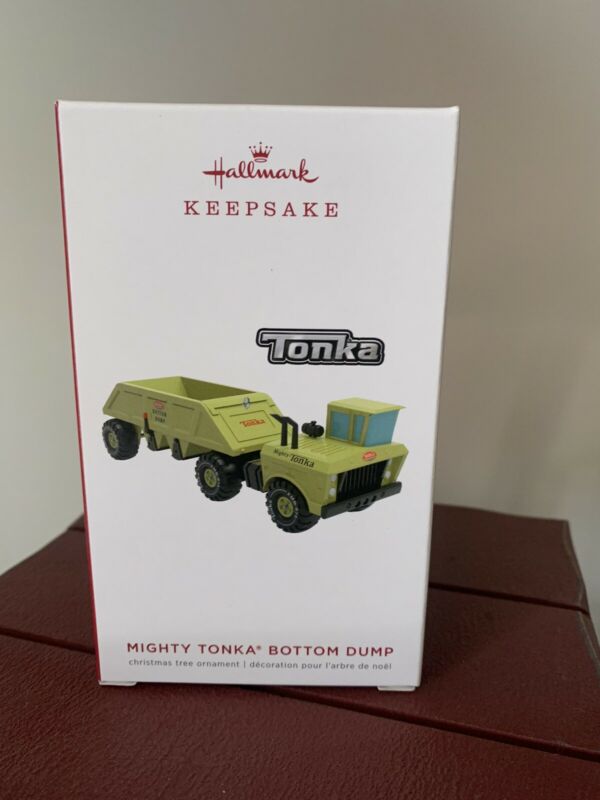 Hallmark
KEEPSAKE
Tonka
BOTTOM
DUMP
Tonka
Mighty Tonka
MIGHTY TONKA® BOTTOM DUMP
christmas tree ornament | décoration pour l'arbre de noël